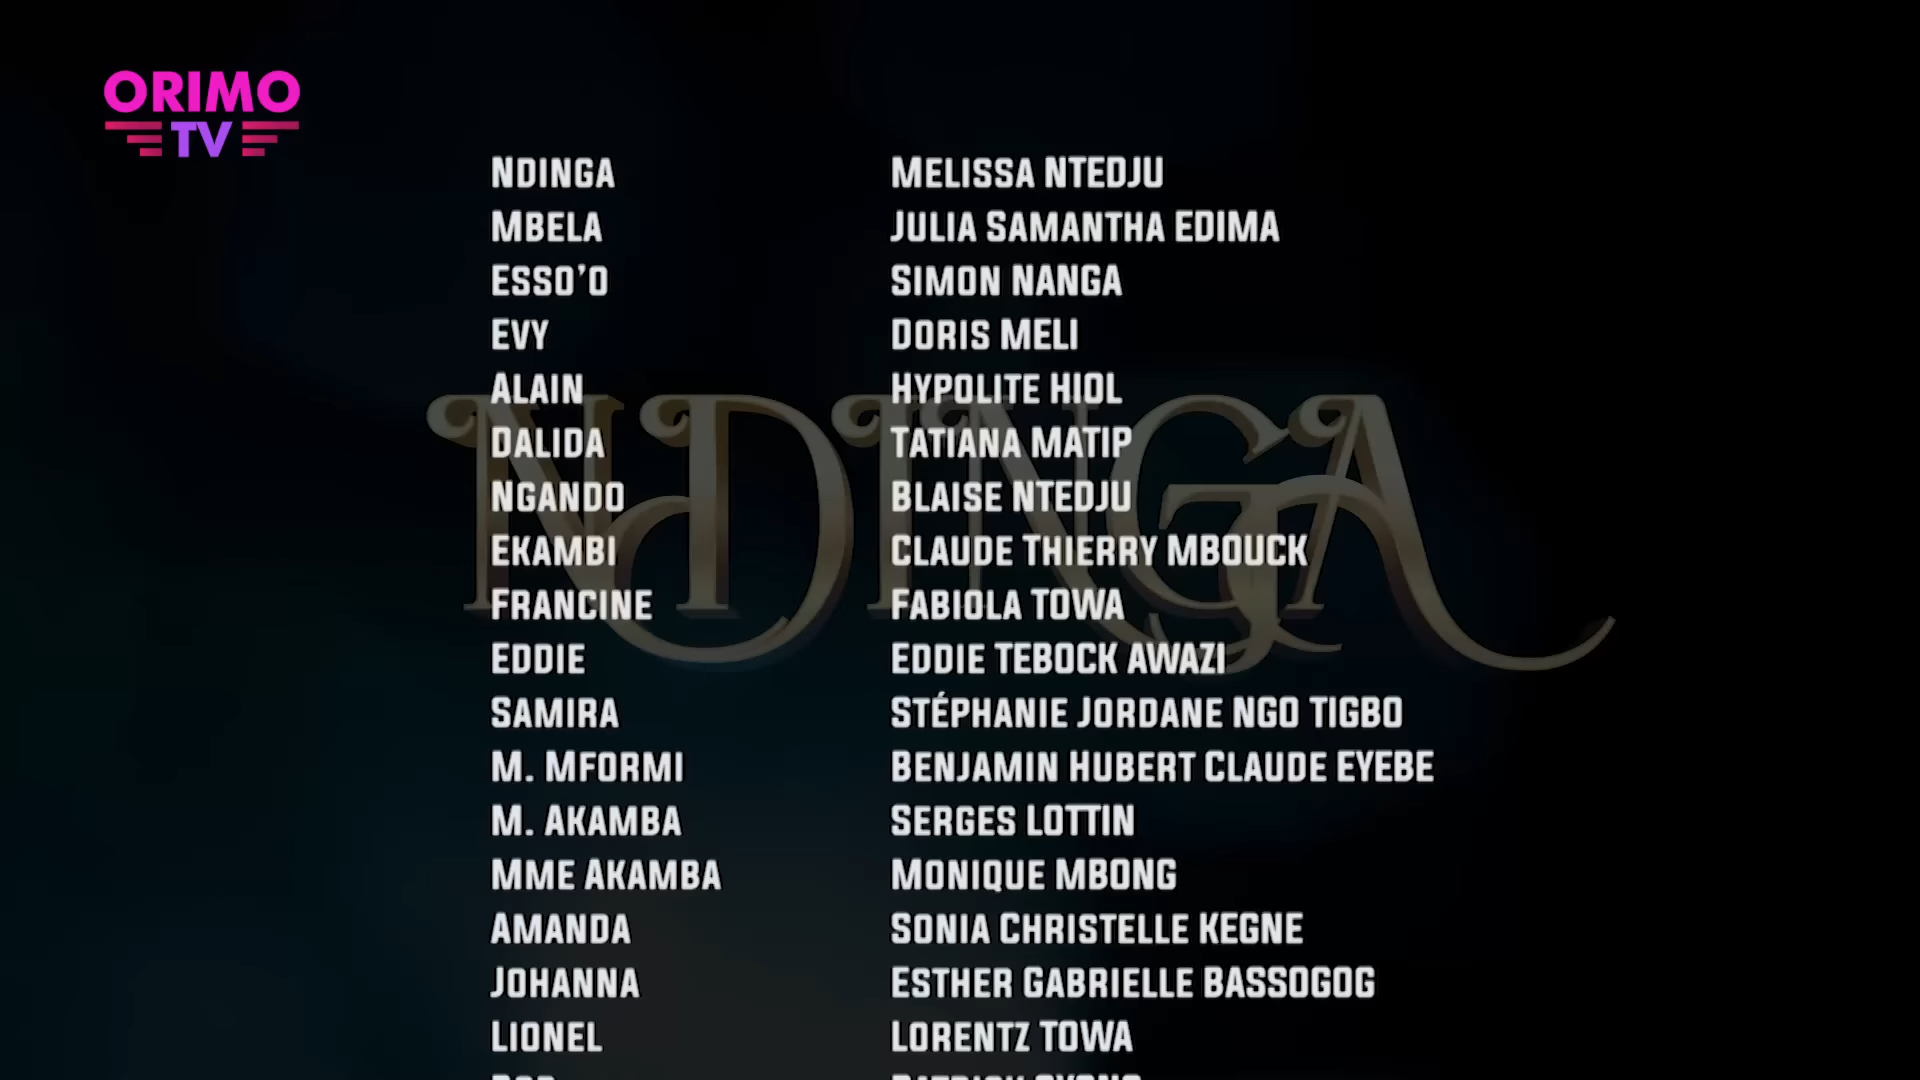 ORIMO
TV
NDINGA MELISSA NTEDJU
MBELA JULIA SAMANTHA EDIMA
ESSO'O SIMON NANGA
EVY DORIS MELI
ALAIN HYPOLITE HIOL
DALIDA TATIANA MATIP
NGANDO BLAISE NTEDJU
EKAMBI CLAUDE THIERRY MBOUCK
FRANCINE FABIOLA TOWA
EDDIE EDDIE TEBOCK AWAZI
SAMIRA STÉPHANIE JORDANE NGO TIGBO
M. MFORMI BENJAMIN HUBERT CLAUDE EYEBE
M. AKAMBA SERGES LOTTIN
MME AKAMBA MONIQUE MBONG
AMANDA SONIA CHRISTELLE KEGNE
JOHANNA ESTHER GABRIELLE BASSOGOG
LIONEL LORENTZ TOWA
NDINGA